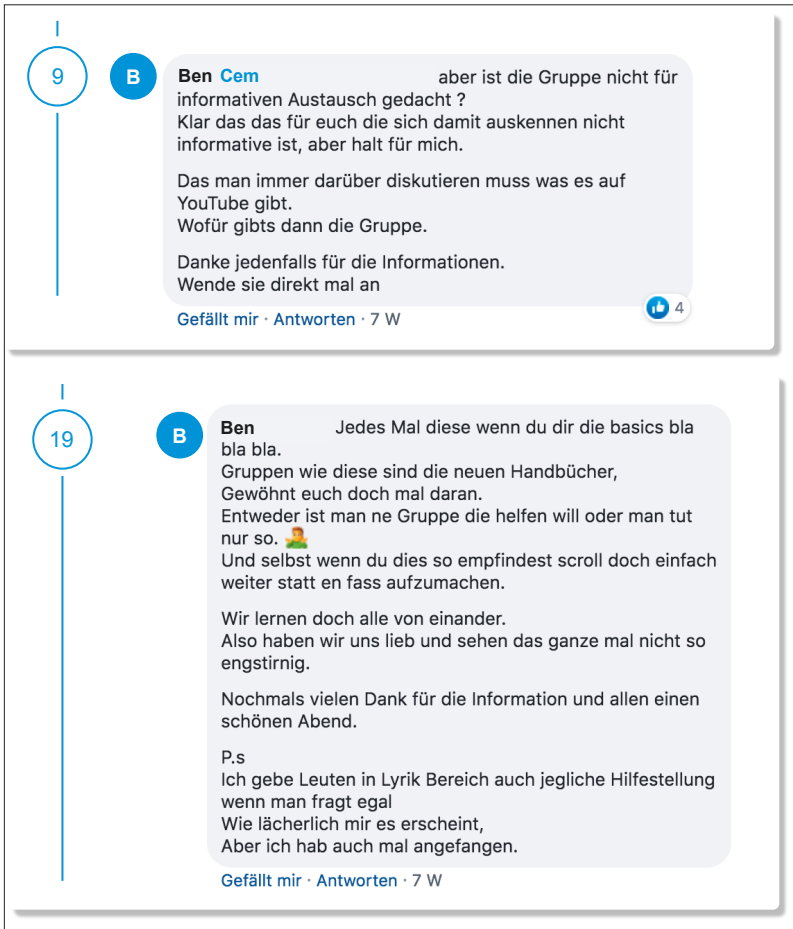 9
B
Ben Cem aber ist die Gruppe nicht für
informativen Austausch gedacht ?
Klar das das für euch die sich damit auskennen nicht
informative ist, aber halt für mich.
Das man immer darüber diskutieren muss was es auf
YouTube gibt.
Wofür gibts dann die Gruppe.
Danke jedenfalls für die Informationen.
Wende sie direkt mal an
4
Gefällt mir · Antworten · 7 W
19
B
Ben Jedes Mal diese wenn du dir die basics bla
bla bla.
Gruppen wie diese sind die neuen Handbücher,
Gewöhnt euch doch mal daran.
Entweder ist man ne Gruppe die helfen will oder man tut
nur so. 
Und selbst wenn du dies so empfindest scroll doch einfach
weiter statt en fass aufzumachen.
Wir lernen doch alle von einander.
Also haben wir uns lieb und sehen das ganze mal nicht so
engstirnig.
Nochmals vielen Dank für die Information und allen einen
schönen Abend.
P.s
Ich gebe Leuten in Lyrik Bereich auch jegliche Hilfestellung
wenn man fragt egal
Wie lächerlich mir es erscheint,
Aber ich hab auch mal angefangen.
Gefällt mir · Antworten · 7 W